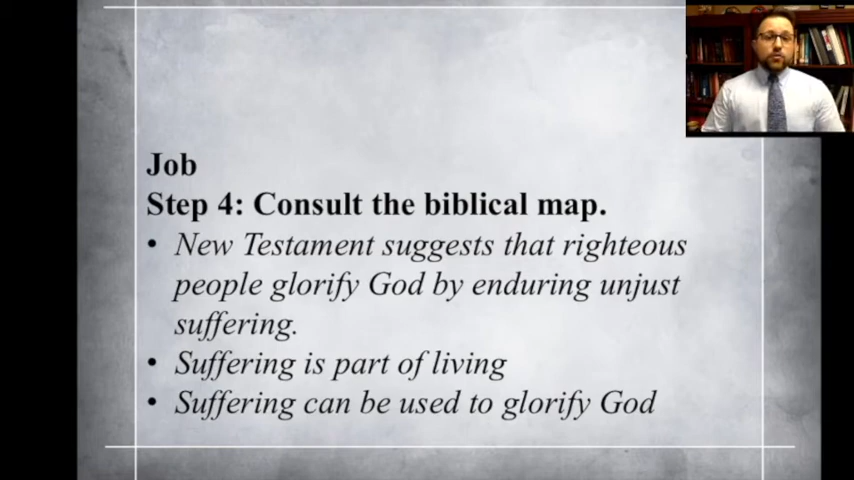 Job
Step 4: Consult the biblical map.
• New Testament suggests that righteous
people glorify God by enduring unjust
suffering.
• Suffering is part of living
• Suffering can be used to glorify God